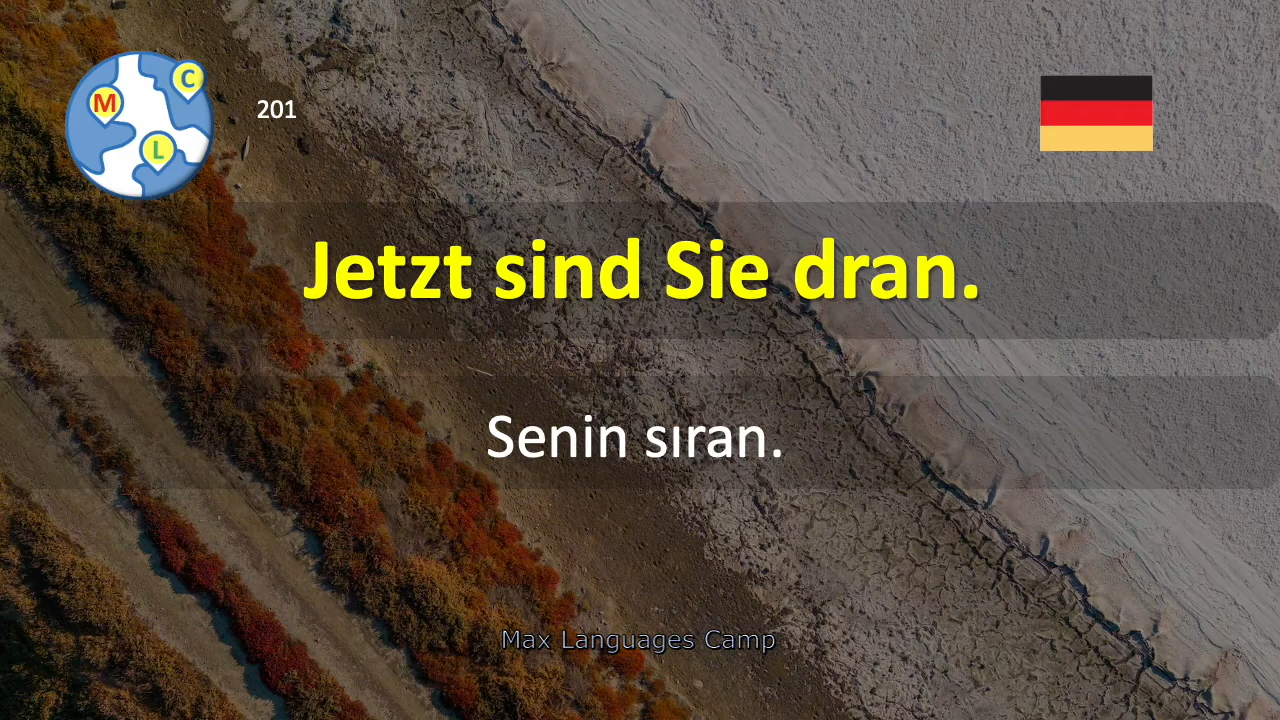 C
M
L
201
Jetzt sind Sie dran.
Senin sıran.
Max Languages Camp